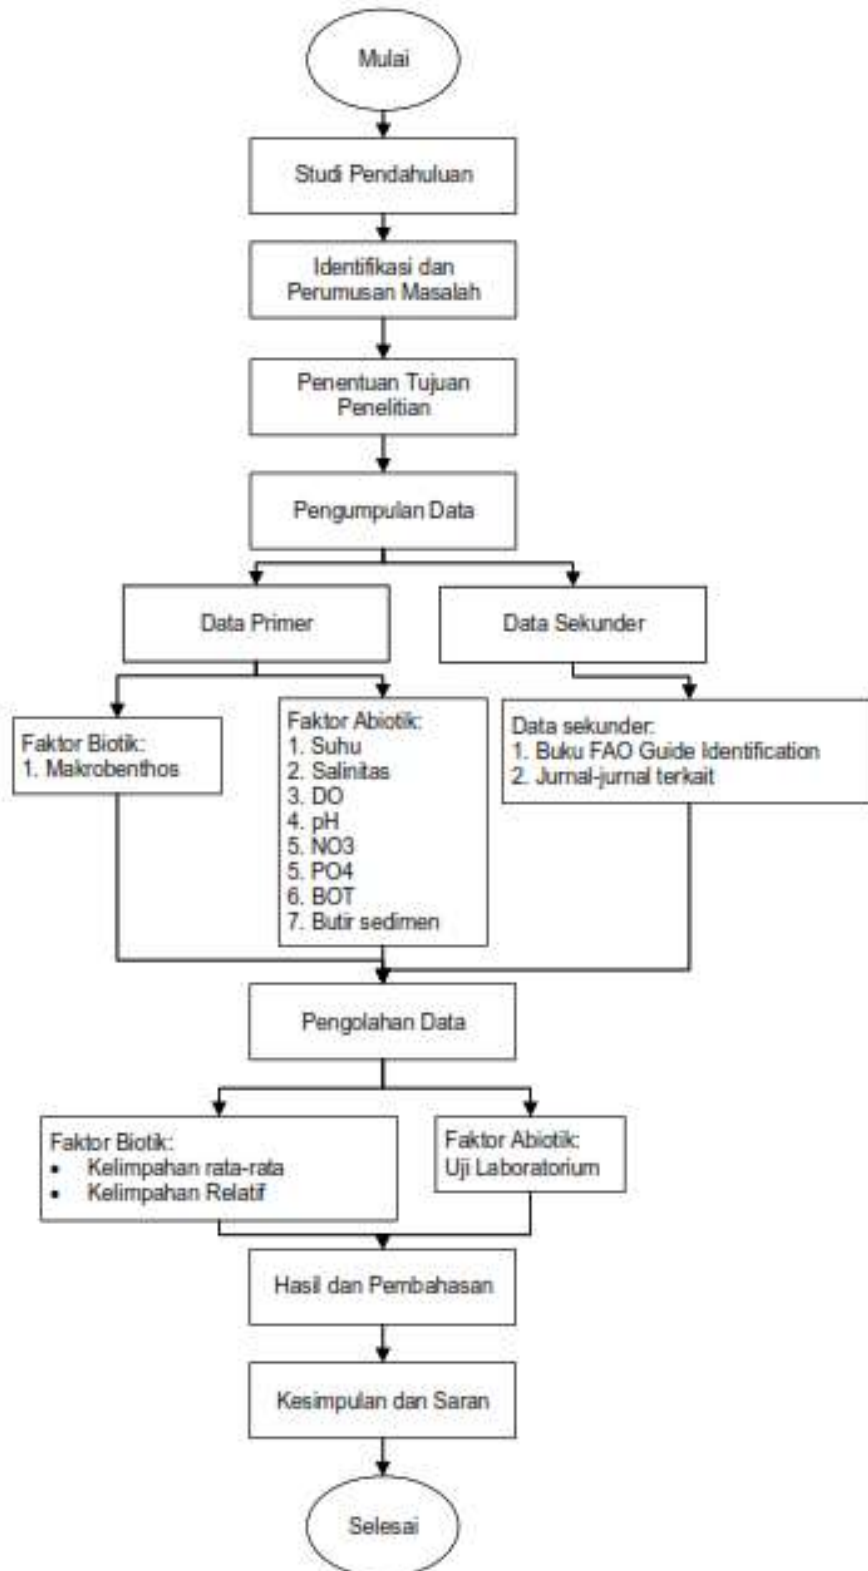 Mulai
Studi Pendahuluan
Identifikasi dan
Perumusan Masalah
Penentuan Tujuan
Penelitian
Pengumpulan Data
Data Primer
Data Sekunder
Faktor Biotik:
1. Makrobenthos
Faktor Abiotik:
1. Suhu
2. Salinitas
3. DO
4. pH
5. NO3
5. PO4
6. BOT
7. Butir sedimen
Data sekunder:
1. Buku FAO Guide Identification
2. Jurnal-jurnal terkait
Pengolahan Data
Faktor Biotik:
• Kelimpahan rata-rata
• Kelimpahan Relatif
Faktor Abiotik:
Uji Laboratorium
Hasil dan Pembahasan
Kesimpulan dan Saran
Selesai